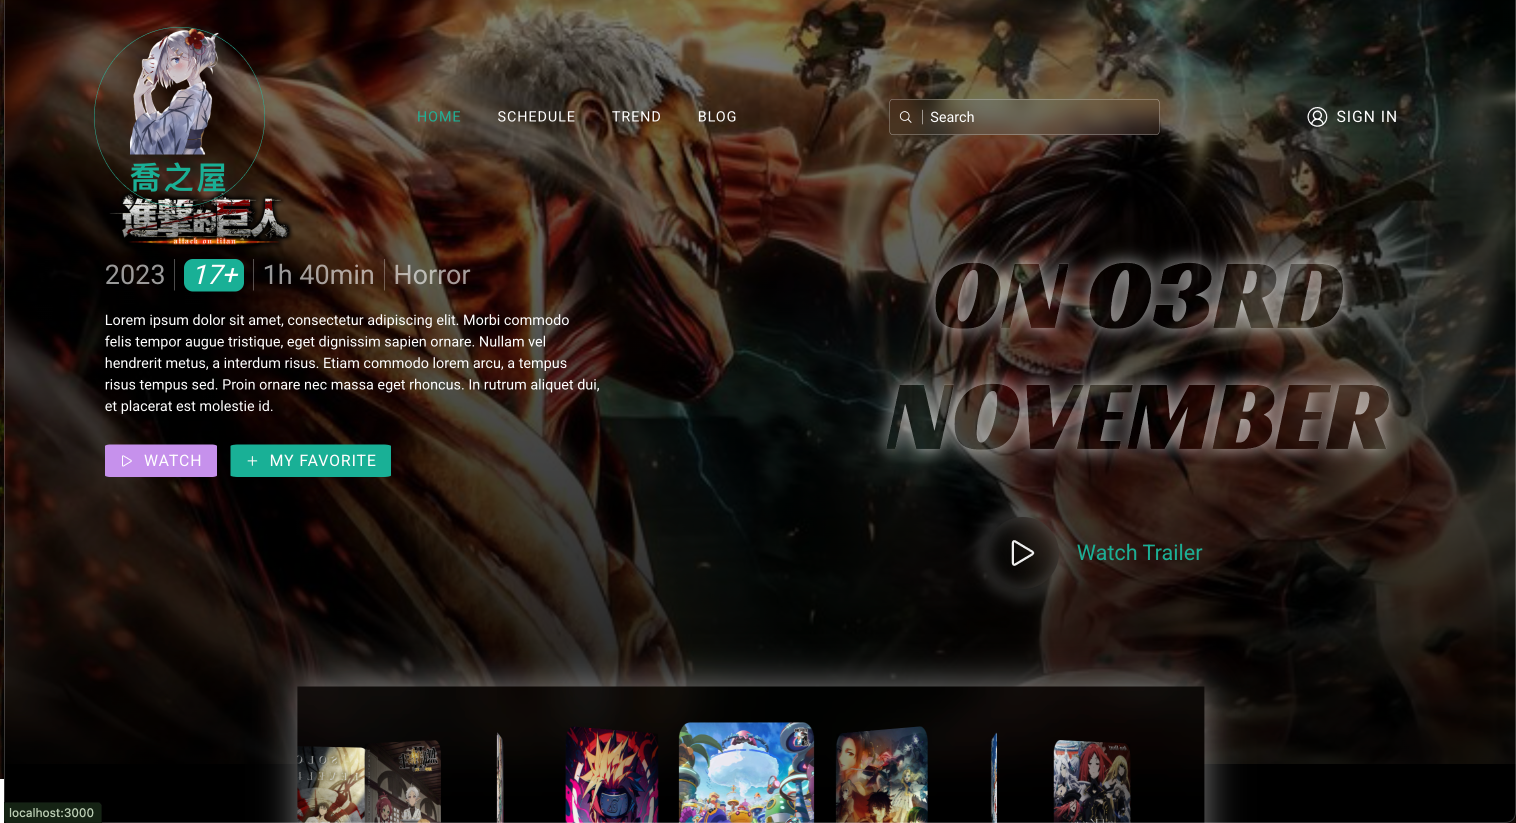 HOME SCHEDULE TREND BLOG
Search
SIGN IN
喬之屋
進撃の巨人
attack on titan
2023 17+ 1h 40min Horror
Lorem ipsum dolor sit amet, consectetur adipiscing elit. Morbi commodo
felis tempor augue tristique, eget dignissim sapien ornare. Nullam vel
hendrerit metus, a interdum risus. Etiam commodo lorem arcu, a tempus
risus tempus sed. Proin ornare nec massa eget rhoncus. In rutrum aliquet dui,
et placerat est molestie id.
WATCH + MY FAVORITE
ON 03RD
NOVEMBER
Watch Trailer
localhost:3000